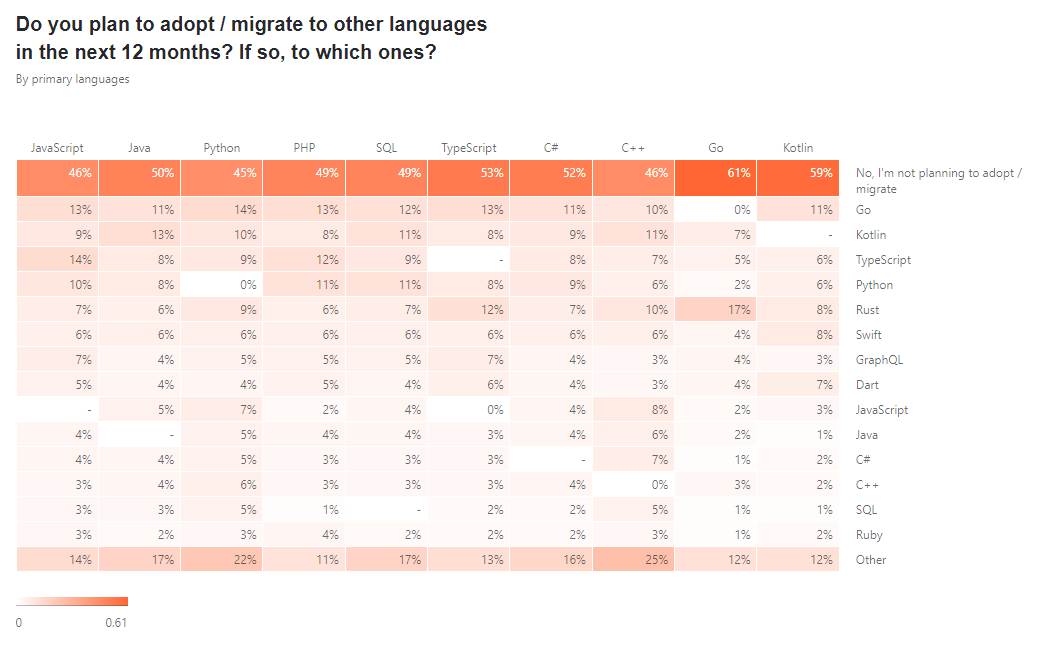 Do you plan to adopt / migrate to other languages
in the next 12 months? If so, to which ones?
By primary languages
JavaScript Java Python PHP SQL TypeScript C# C++ Go Kotlin
46% 50% 45% 49% 49% 53% 52% 46% 61% 59% No, I'm not planning to adopt /
migrate
13% 11% 14% 13% 12% 13% 11% 10% 0% 11% Go
9% 13% 10% 8% 11% 8% 9% 11% 7% - Kotlin
14% 8% 9% 12% 9% - 8% 7% 5% 6% TypeScript
10% 8% 0% 11% 11% 8% 9% 6% 2% 6% Python
7% 6% 9% 6% 7% 12% 7% 10% 17% 8% Rust
6% 6% 6% 6% 6% 6% 6% 6% 4% 8% Swift
7% 4% 5% 5% 5% 7% 4% 3% 4% 3% GraphQL
5% 4% 4% 5% 4% 6% 4% 3% 4% 7% Dart
- 5% 7% 2% 4% 0% 4% 8% 2% 3% JavaScript
4% - 5% 4% 4% 3% 4% 6% 2% 1% Java
4% 4% 5% 3% 3% 3% - 7% 1% 2% C#
3% 4% 6% 3% 3% 3% 4% 0% 3% 2% C++
3% 3% 5% 1% - 2% 2% 5% 1% 1% SQL
3% 2% 3% 4% 2% 2% 2% 3% 1% 2% Ruby
14% 17% 22% 11% 17% 13% 16% 25% 12% 12% Other
0 0.61